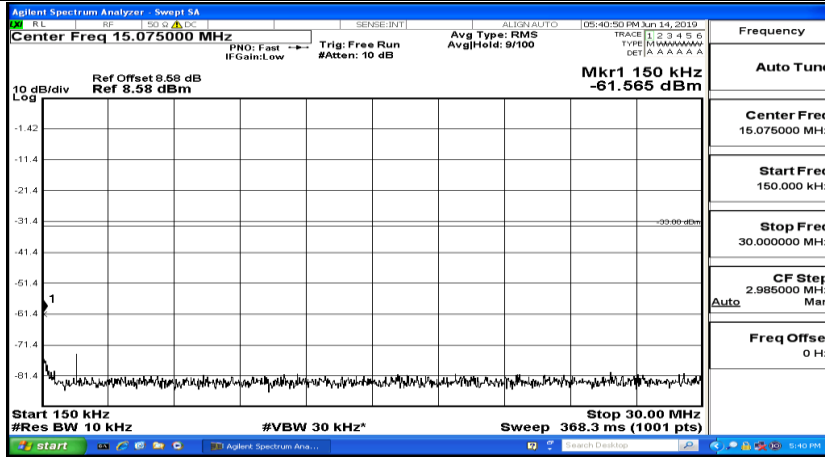 Agilent Spectrum Analyzer - Swept SA
LXI RL RF 50 Ω DC SENSE:INT ALIGN AUTO 05:40:50 PM Jun 14, 2019
Center Freq 15.075000 MHz
PNO: Fast
IFGain:Low
Trig: Free Run
#Atten: 10 dB
Avg Type: RMS
Avg|Hold: 9/100
TRACE 1 2 3 4 5 6
TYPE M WWWWW
DET A A A A A A
Ref Offset 8.58 dB
10 dB/div Ref 8.58 dBm
Log
Mkr1 150 kHz
-61.565 dBm
-1.42
-11.4
-21.4
-31.4
-33.00 dBm
-41.4
-51.4
1
-61.4
-71.4
-81.4
Start 150 kHz
Stop 30.00 MHz
#Res BW 10 kHz
#VBW 30 kHz*
Sweep 368.3 ms (1001 pts)
Frequency
Auto Tune
Center Freq
15.075000 MHz
Start Freq
150.000 kHz
Stop Freq
30.000000 MHz
CF Step
2.985000 MHz
Auto Man
Freq Offset
0 Hz
start
Agilent Spectrum Ana...
Search Desktop
5:40 PM